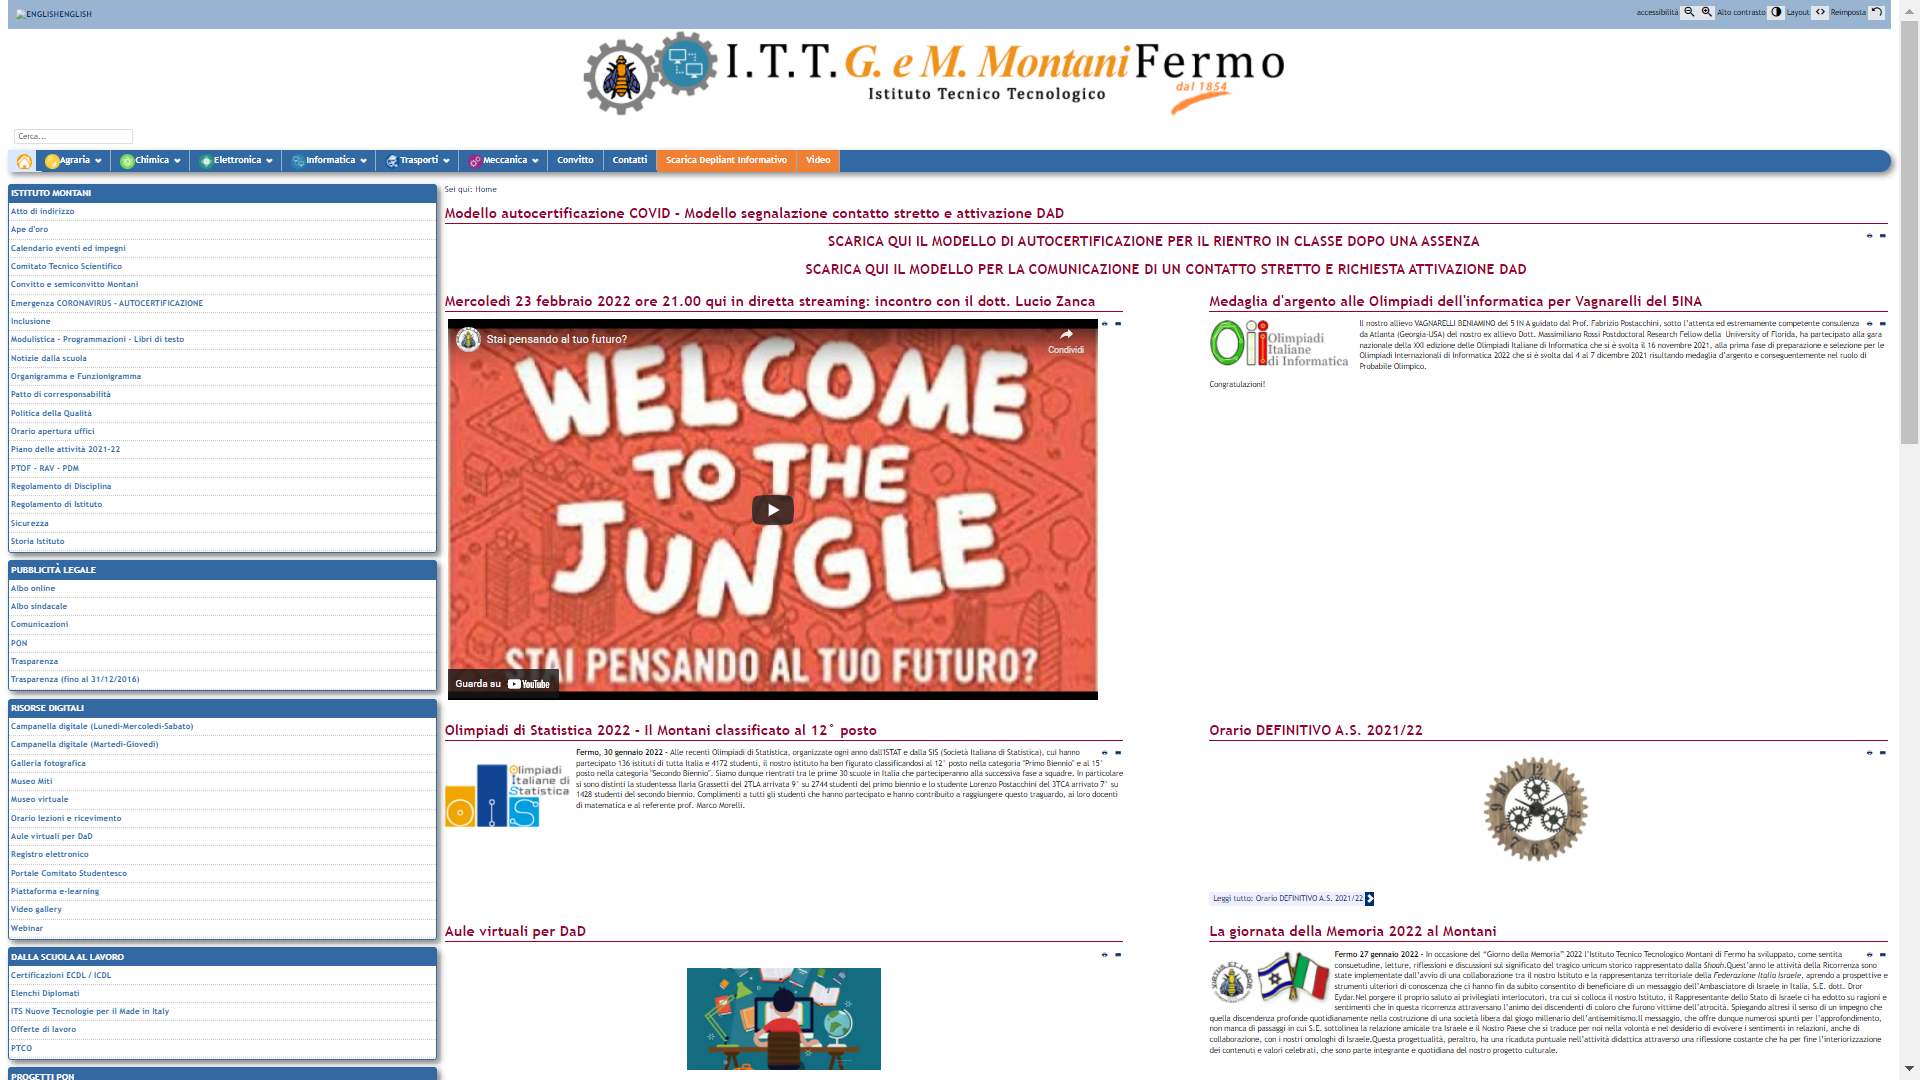 ENGLISHENGLISH
accessibilità Alto contrasto Layout Reimposta
I.T.T. G. e M. Montani Fermo
Istituto Tecnico Tecnologico
dal 1854
Cerca...
Agraria Chimica Elettronica Informatica Trasporti Meccanica Convitto Contatti Scarica Depliant Informativo Video
ISTITUTO MONTANI
Atto di indirizzo
Ape d'oro
Calendario eventi ed impegni
Comitato Tecnico Scientifico
Convitto e semiconvitto Montani
Emergenza CORONAVIRUS - AUTOCERTIFICAZIONE
Inclusione
Modulistica - Programmazioni - Libri di testo
Notizie dalla scuola
Organigramma e Funzionigramma
Patto di corresponsabilità
Politica della Qualità
Orario apertura uffici
Piano delle attività 2021-22
PTOF - RAV - PDM
Regolamento di Disciplina
Regolamento di Istituto
Sicurezza
Storia Istituto
PUBBLICITÀ LEGALE
Albo online
Albo sindacale
Comunicazioni
PON
Trasparenza
Trasparenza (fino al 31/12/2016)
RISORSE DIGITALI
Campanella digitale (Lunedì-Mercoledì-Sabato)
Campanella digitale (Martedì-Giovedì)
Galleria fotografica
Museo Miti
Museo virtuale
Orario lezioni e ricevimento
Aule virtuali per DaD
Registro elettronico
Portale Comitato Studentesco
Piattaforma e-learning
Video gallery
Webinar
DALLA SCUOLA AL LAVORO
Certificazioni ECDL / ICDL
Elenchi Diplomati
ITS Nuove Tecnologie per il Made in Italy
Offerte di lavoro
PTCO
PROGETTI PON
Sei qui: Home
Modello autocertificazione COVID - Modello segnalazione contatto stretto e attivazione DAD
SCARICA QUI IL MODELLO DI AUTOCERTIFICAZIONE PER IL RIENTRO IN CLASSE DOPO UNA ASSENZA
SCARICA QUI IL MODELLO PER LA COMUNICAZIONE DI UN CONTATTO STRETTO E RICHIESTA ATTIVAZIONE DAD
Mercoledì 23 febbraio 2022 ore 21.00 qui in diretta streaming: incontro con il dott. Lucio Zanca
Stai pensando al tuo futuro?
Condividi
WELCOME
TO THE
JUNGLE
STAI PENSANDO AL TUO FUTURO?
Guarda su YouTube
Medaglia d'argento alle Olimpiadi dell'informatica per Vagnarelli del 5INA
Olimpiadi
Italiane
di Informatica
Il nostro allievo VAGNARELLI BENIAMINO del 5 IN A guidato dal Prof. Fabrizio Postacchini, sotto l'attenta ed estremamente competente consulenza
da Atlanta (Georgia-USA) del nostro ex allievo Dott. Massimiliano Rossi Postdoctoral Research Fellow della University of Florida, ha partecipato alla gara
nazionale della XXI edizione delle Olimpiadi Italiane di Informatica che si è svolta il 16 novembre 2021, alla prima fase di preparazione e selezione per le
Olimpiadi Internazionali di Informatica 2022 che si è svolta dal 4 al 7 dicembre 2021 risultando medaglia d'argento e conseguentemente nel ruolo di
Probabile Olimpico.
Congratulazioni!
Olimpiadi di Statistica 2022 - Il Montani classificato al 12° posto
Olimpiadi
Italiane di
Statistica
Fermo, 30 gennaio 2022 - Alle recenti Olimpiadi di Statistica, organizzate ogni anno dall'ISTAT e dalla SIS (Società Italiana di Statistica), cui hanno
partecipato 136 istituti di tutta Italia e 4172 studenti, il nostro istituto ha ben figurato classificandosi al 12° posto nella categoria "Primo Biennio" e al 15°
posto nella categoria "Secondo Biennio". Siamo dunque rientrati tra le prime 30 scuole in Italia che parteciperanno alla successiva fase a squadre. In particolare
si sono distinti la studentessa Ilaria Grassetti del 2TLA arrivata 9° su 2744 studenti del primo biennio e lo studente Lorenzo Postacchini del 3TCA arrivato 7° su
1428 studenti del secondo biennio. Complimenti a tutti gli studenti che hanno partecipato e hanno contribuito a raggiungere questo traguardo, ai loro docenti
di matematica e al referente prof. Marco Morelli.
Orario DEFINITIVO A.S. 2021/22
Leggi tutto: Orario DEFINITIVO A.S. 2021/22
Aule virtuali per DaD
La giornata della Memoria 2022 al Montani
Fermo 27 gennaio 2022 - In occasione del "Giorno della Memoria" 2022 l'Istituto Tecnico Tecnologico Montani di Fermo ha sviluppato, come sentita
consuetudine, letture, riflessioni e discussioni sul significato del tragico unicum storico rappresentato dalla Shoah.Quest'anno le attività della Ricorrenza sono
state implementate dall'avvio di una collaborazione tra il nostro Istituto e la rappresentanza territoriale della Federazione Italia Israele, aprendo a prospettive e
strumenti ulteriori di conoscenza che ci hanno fin da subito consentito di beneficiare di un messaggio dell'Ambasciatore di Israele in Italia, S.E. dott. Dror
Eydar.Nel porgere il proprio saluto ai privilegiati interlocutori, tra cui si colloca il nostro Istituto, il Rappresentante dello Stato di Israele ci ha edotto su ragioni e
sentimenti che in questa ricorrenza attraversano l'animo dei discendenti di coloro che furono vittime dell'atrocità. Spiegando altresì il senso di un impegno che
quella discendenza profonde quotidianamente nella costruzione di una società libera dal giogo millenario dell'antisemitismo.Il messaggio, che offre dunque numerosi spunti per l'approfondimento,
non manca di passaggi in cui S.E. sottolinea la relazione amicale tra Israele e il Nostro Paese che si traduce per noi nella volontà e nel desiderio di evolvere i sentimenti in relazioni, anche di
collaborazione, con i nostri omologhi di Israele.Questa progettualità, peraltro, ha una ricaduta puntuale nell'attività didattica attraverso una riflessione costante che ha per fine l'interiorizzazione
dei contenuti e valori celebrati, che sono parte integrante e quotidiana del nostro progetto culturale.